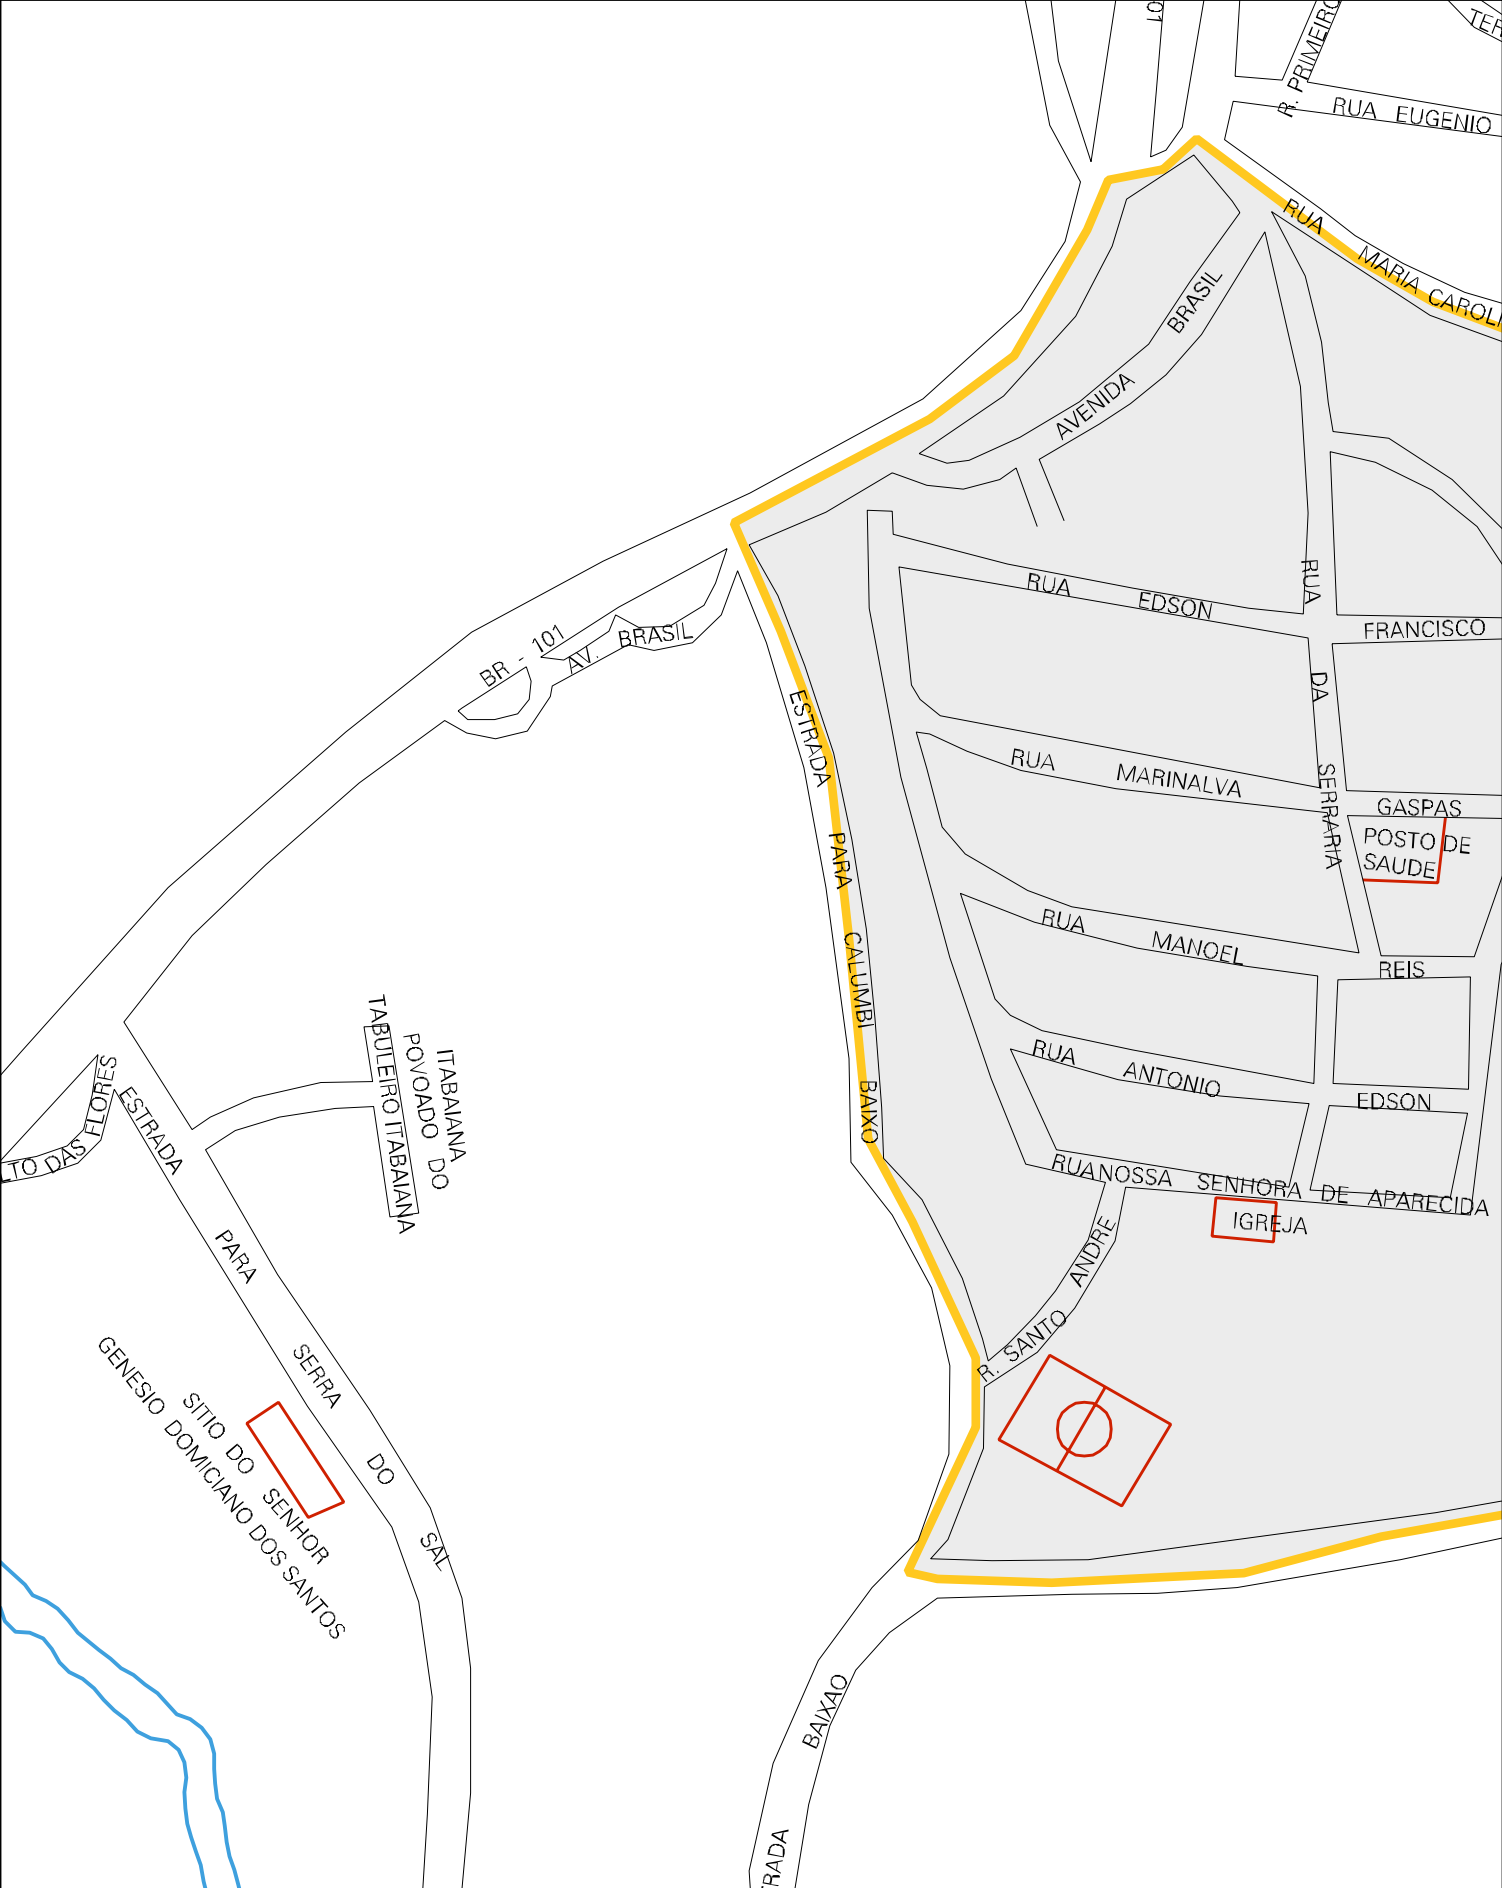 01
R. PRIMEIRO
TER
RUA EUGENIO
RUA MARIA CAROLI
AVENIDA BRASIL
RUA EDSON
RUA DA SERRARIA
FRANCISCO
BR - 101
AV. BRASIL
ESTRADA PARA CALUMBI BAIXO
RUA MARINALVA
GASPAS
POSTO DE
SAUDE
RUA MANOEL
REIS
RUA ANTONIO
EDSON
RUA NOSSA SENHORA DE APARECIDA
IGREJA
R. SANTO ANDRE
LTO DAS FLORES
ESTRADA PARA SERRA DO SAL
ITABAIANA
POVOADO DO
TABULEIRO ITABAIANA
SITIO DO SENHOR
GENESIO DOMICIANO DOS SANTOS
TRADA BAIXAO